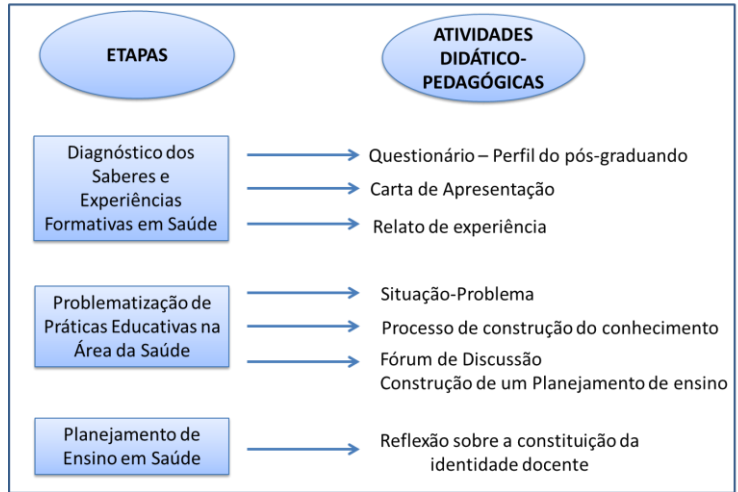 ETAPAS
ATIVIDADES
DIDÁTICO-
PEDAGÓGICAS
Diagnóstico dos
Saberes e
Experiências
Formativas em Saúde
Questionário – Perfil do pós-graduando
Carta de Apresentação
Relato de experiência
Problematização de
Práticas Educativas na
Área da Saúde
Situação-Problema
Processo de construção do conhecimento
Fórum de Discussão
Construção de um Planejamento de ensino
Planejamento de
Ensino em Saúde
Reflexão sobre a constituição da
identidade docente